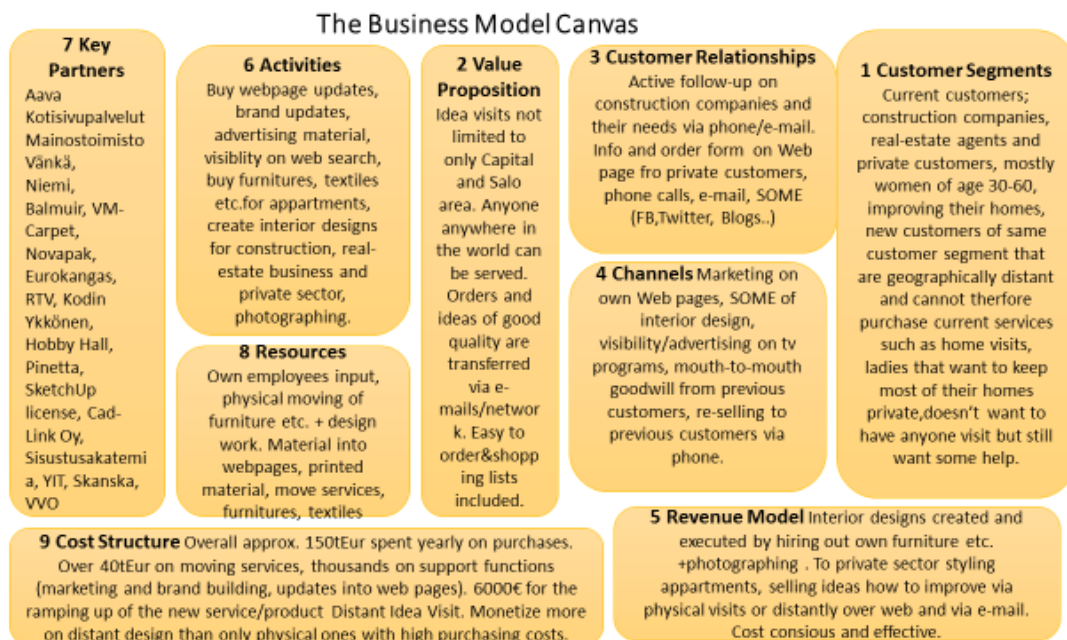 The Business Model Canvas
7 Key
Partners
Aava
Kotisivupalvelut
Mainostoimisto
Vänkä,
Niemi,
Balmuir, VM-
Carpet,
Novapak,
Eurokangas,
RTV, Kodin
Ykkönen,
Hobby Hall,
Pinetta,
SketchUp
license, Cad-
Link Oy,
Sisustusakatemi
a, YIT, Skanska,
VVO
6 Activities
Buy webpage updates,
brand updates,
advertising material,
visiblity on web search,
buy furnitures, textiles
etc.for appartments,
create interior designs
for construction, real-
estate business and
private sector,
photographing.
8 Resources
Own employees input,
physical moving of
furniture etc. + design
work. Material into
webpages, printed
material, move services,
furnitures, textiles
2 Value
Proposition
Idea visits not
limited to
only Capital
and Salo
area. Anyone
anywhere in
the world can
be served.
Orders and
ideas of good
quality are
transferred
via e-
mails/networ
k. Easy to
order&shopp
ing lists
included.
3 Customer Relationships
Active follow-up on
construction companies and
their needs via phone/e-mail.
Info and order form on Web
page fro private customers,
phone calls, e-mail, SOME
(FB,Twitter, Blogs..)
4 Channels Marketing on
own Web pages, SOME of
interior design,
visibility/advertising on tv
programs, mouth-to-mouth
goodwill from previous
customers, re-selling to
previous customers via
phone.
1 Customer Segments
Current customers;
construction companies,
real-estate agents and
private customers, mostly
women of age 30-60,
improving their homes,
new customers of same
customer segment that
are geographically distant
and cannot therfore
purchase current services
such as home visits,
ladies that want to keep
most of their homes
private,doesn't want to
have anyone visit but still
want some help.
9 Cost Structure Overall approx. 150tEur spent yearly on purchases.
Over 40tEur on moving services, thousands on support functions
(marketing and brand building, updates into web pages). 6000€ for the
ramping up of the new service/product Distant Idea Visit. Monetize more
on distant design than only physical ones with high purchasing costs.
5 Revenue Model Interior designs created and
executed by hiring out own furniture etc.
+photographing . To private sector styling
appartments, selling ideas how to improve via
physical visits or distantly over web and via e-mail.
Cost consious and effective.